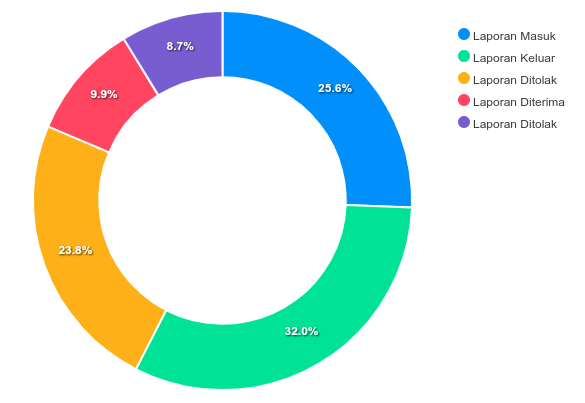 8.7%
25.6%
9.9%
23.8%
32.0%
Laporan Masuk
Laporan Keluar
Laporan Ditolak
Laporan Diterima
Laporan Ditolak